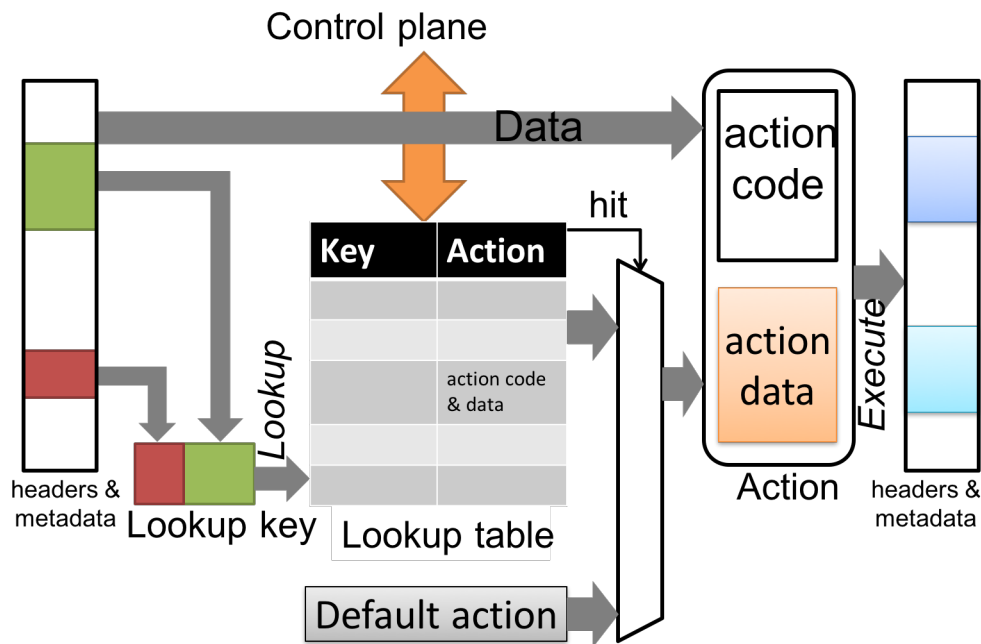 Control plane
Data
action
code
hit
Key Action
Lookup
action code
& data
action
data
Execute
headers &
metadata
Lookup key
Lookup table
Action
headers &
metadata
Default action